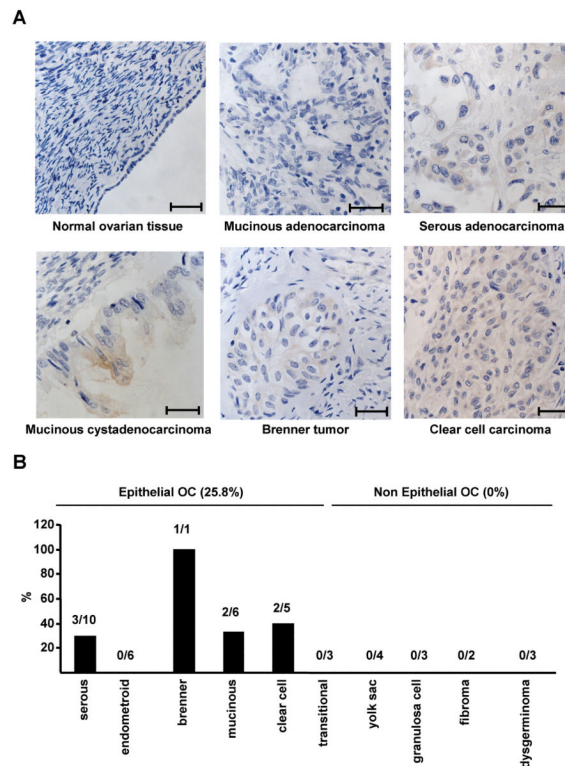 A
Normal ovarian tissue
Mucinous adenocarcinoma
Serous adenocarcinoma
Mucinous cystadenocarcinoma
Brenner tumor
Clear cell carcinoma
B
Epithelial OC (25.8%)
Non Epithelial OC (0%)
120
100
80
60
40
20
%
3/10
0/6
1/1
2/6
2/5
0/3
0/4
0/3
0/2
0/3
serous
endometroid
brenner
mucinous
clear cell
transitional
yolk sac
granulosa cell
fibroma
dysgerminoma